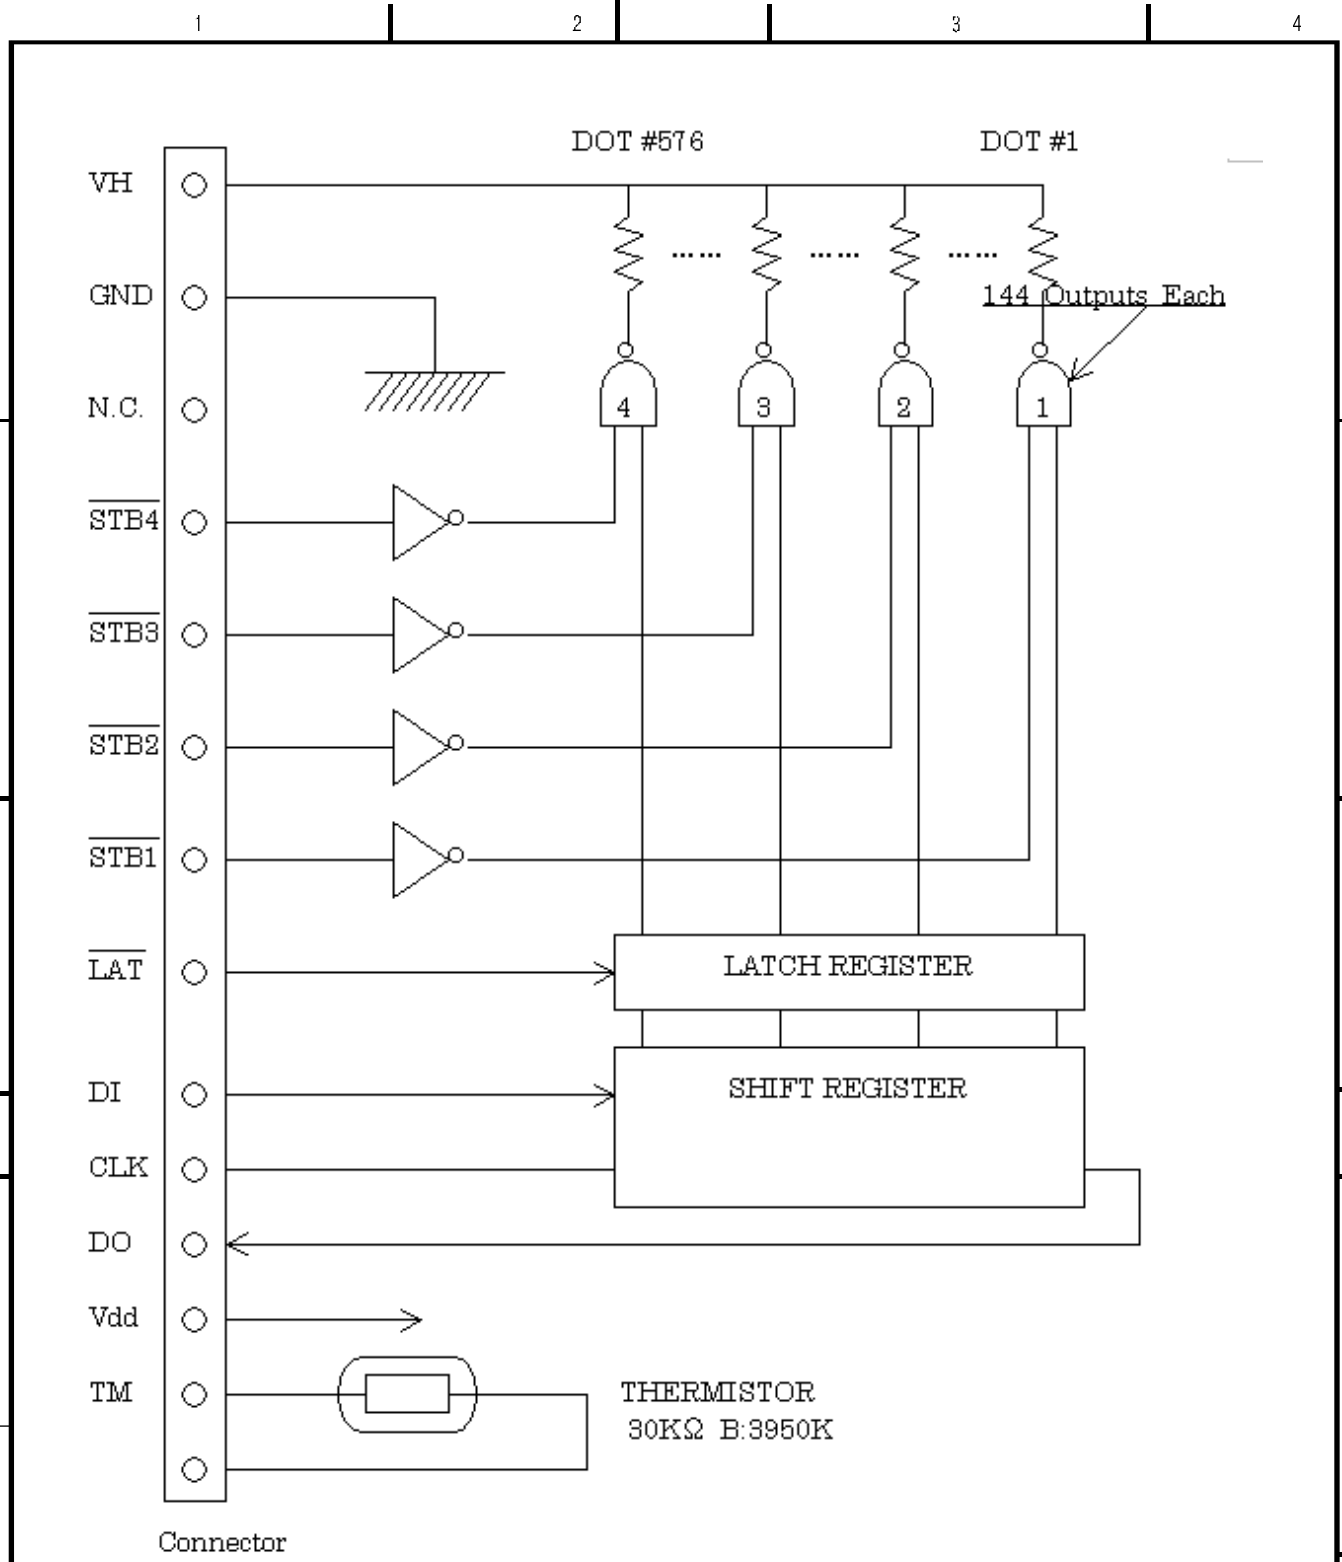 1 2 3 4
DOT #576 DOT #1
VH
GND
144 Outputs Each
N.C.
4 3 2 1
STB4
STB3
STB2
STB1
LAT
LATCH REGISTER
DI
SHIFT REGISTER
CLK
DO
Vdd
TM
THERMISTOR
30KΩ B:3950K
Connector